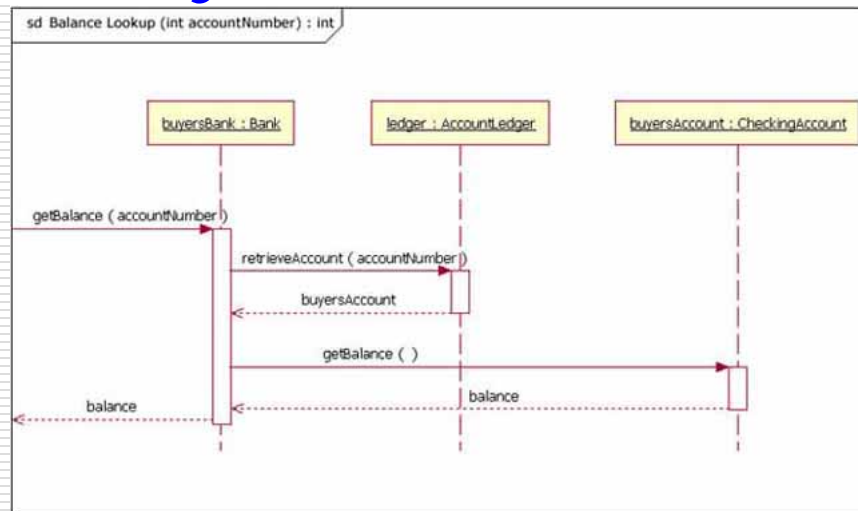 sd Balance Lookup (int accountNumber) : int
buyersBank : Bank
ledger : AccountLedger
buyersAccount : CheckingAccount
getBalance ( accountNumber )
retrieveAccount ( accountNumber )
buyersAccount
getBalance ( )
balance
balance